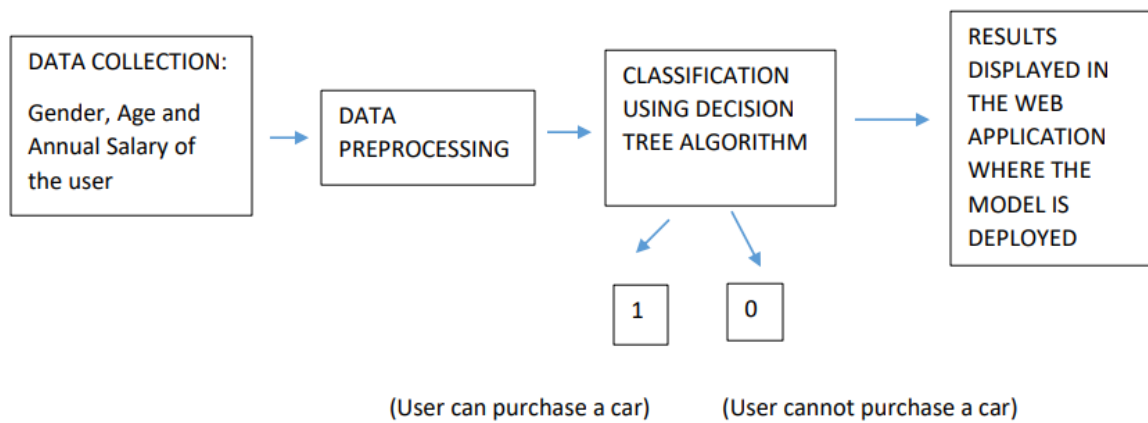 DATA COLLECTION:
Gender, Age and
Annual Salary of
the user
DATA
PREPROCESSING
CLASSIFICATION
USING DECISION
TREE ALGORITHM
RESULTS
DISPLAYED IN
THE WEB
APPLICATION
WHERE THE
MODEL IS
DEPLOYED
1
0
(User can purchase a car)
(User cannot purchase a car)